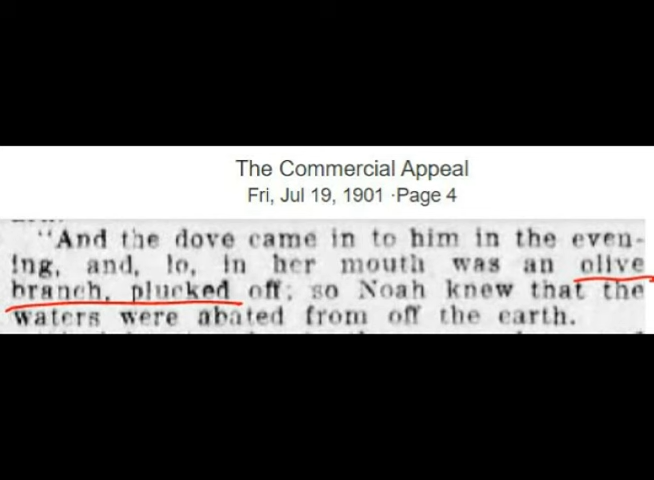 The Commercial Appeal
Fri, Jul 19, 1901 · Page 4
"And the dove came in to him in the even-
ing, and, lo, in her mouth was an olive
branch, plucked off; so Noah knew that the
waters were abated from off the earth.